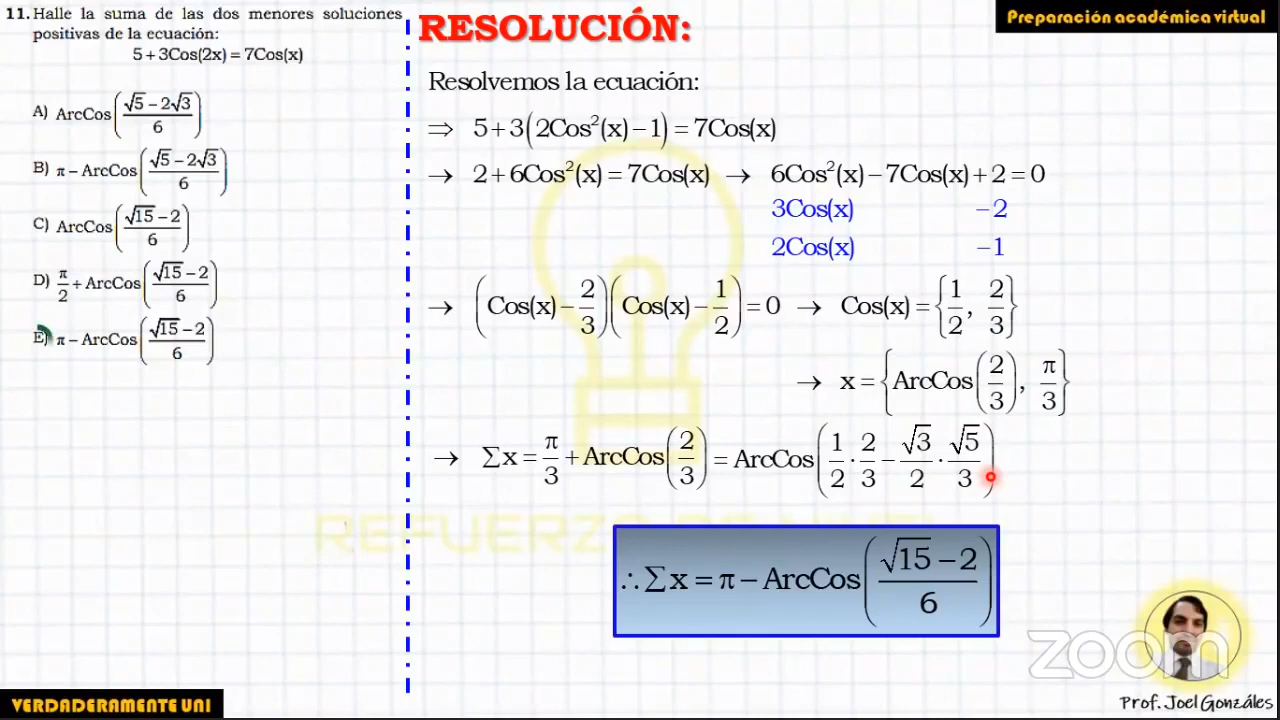 11. Halle la suma de las dos menores soluciones
positivas de la ecuación:
5 + 3Cos(2x) = 7Cos(x)
A) ArcCos((√5 − 2√3)/6)
B) π − ArcCos((√5 − 2√3)/6)
C) ArcCos((√15 − 2)/6)
D) π/2 + ArcCos((√15 − 2)/6)
E) π − ArcCos((√15 − 2)/6)
RESOLUCIÓN:
Preparación académica virtual
Resolvemos la ecuación:
⇒ 5 + 3(2Cos²(x) − 1) = 7Cos(x)
→ 2 + 6Cos²(x) = 7Cos(x) → 6Cos²(x) − 7Cos(x) + 2 = 0
3Cos(x) −2
2Cos(x) −1
→ (Cos(x) − 2/3)(Cos(x) − 1/2) = 0 → Cos(x) = {1/2, 2/3}
→ x = {ArcCos(2/3), π/3}
→ ∑x = π/3 + ArcCos(2/3) = ArcCos(1/2 · 2/3 − √3/2 · √5/3)
∴ ∑x = π − ArcCos((√15 − 2)/6)
zoom
Prof. Joel Gonzáles
VERDADERAMENTE UNI